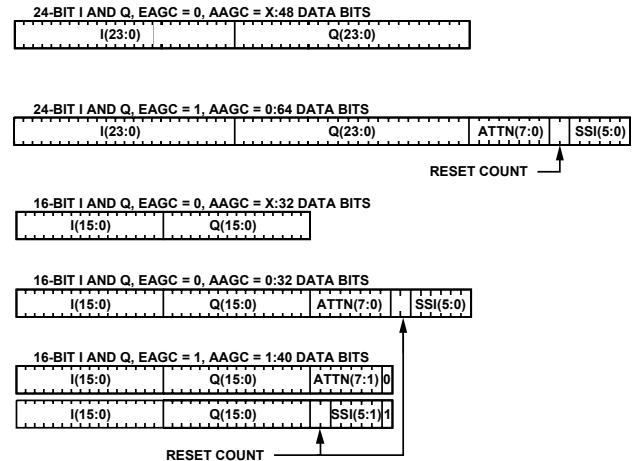 24-BIT I AND Q, EAGC = 0, AAGC = X:48 DATA BITS
I(23:0) Q(23:0)
24-BIT I AND Q, EAGC = 1, AAGC = 0:64 DATA BITS
I(23:0) Q(23:0) ATTN(7:0) SSI(5:0)
RESET COUNT
16-BIT I AND Q, EAGC = 0, AAGC = X:32 DATA BITS
I(15:0) Q(15:0)
16-BIT I AND Q, EAGC = 0, AAGC = 0:32 DATA BITS
I(15:0) Q(15:0) ATTN(7:0) SSI(5:0)
16-BIT I AND Q, EAGC = 1, AAGC = 1:40 DATA BITS
I(15:0) Q(15:0) ATTN(7:1) 0
I(15:0) Q(15:0) SSI(5:1) 1
RESET COUNT